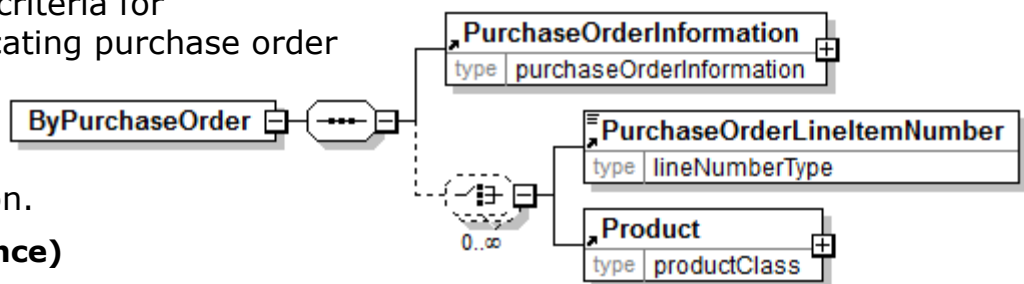 criteria for
cating purchase order
PurchaseOrderInformation
type purchaseOrderInformation
ByPurchaseOrder
PurchaseOrderLineItemNumber
type lineNumberType
n.
0..∞
nce)
Product
type productClass